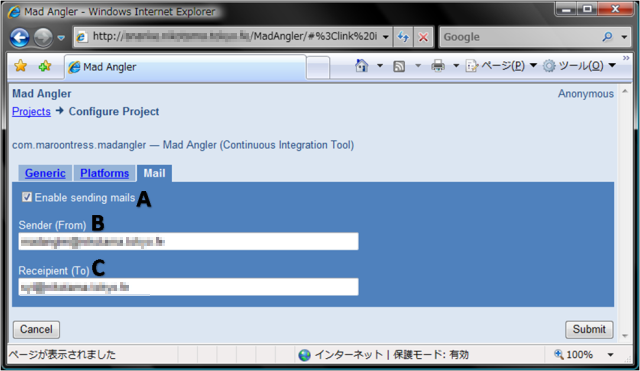 Mad Angler - Windows Internet Explorer
http:// /MadAngler/#%3Clink%20i
Google
Mad Angler
ページ(P) ツール(O) »
Mad Angler Anonymous
Projects → Configure Project
com.maroontress.madangler — Mad Angler (Continuous Integration Tool)
Generic Platforms Mail
Enable sending mails A
Sender (From) B
Receipient (To) C
Cancel Submit
ページが表示されました インターネット | 保護モード: 有効 100%